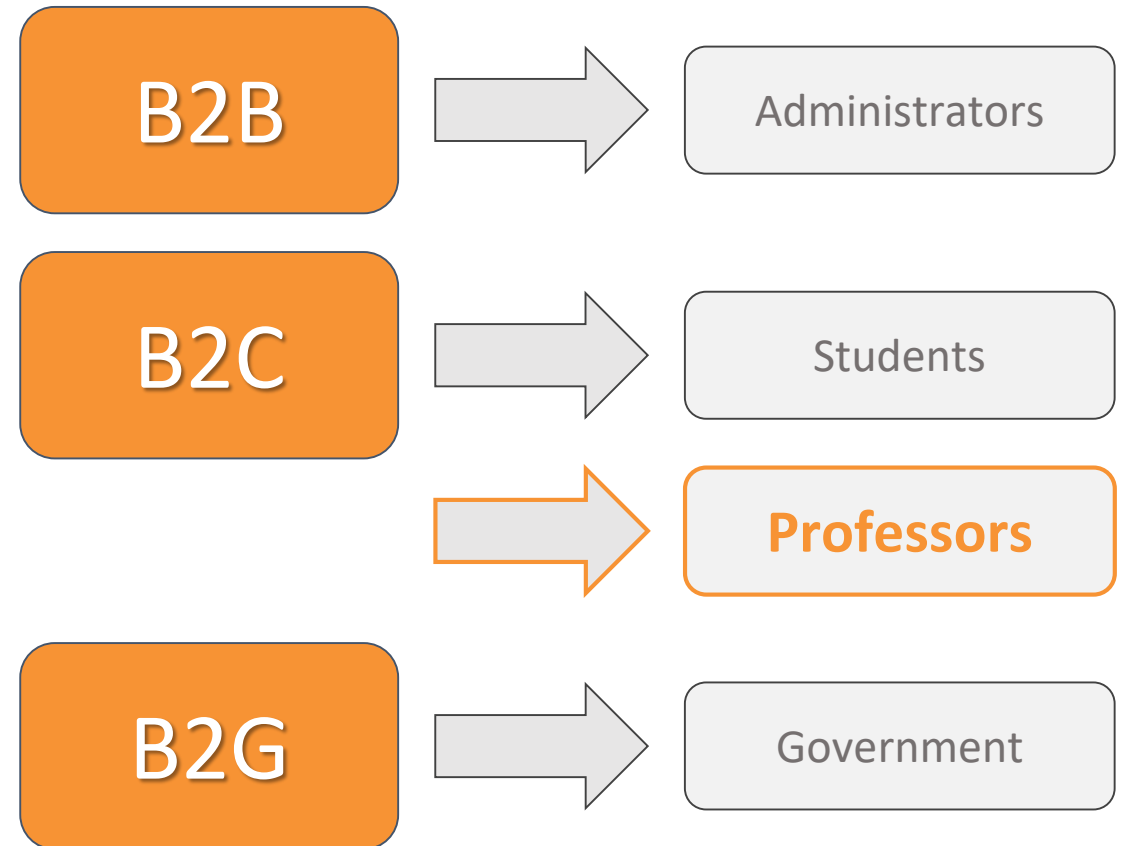 B2B
Administrators
B2C
Students
Professors
B2G
Government